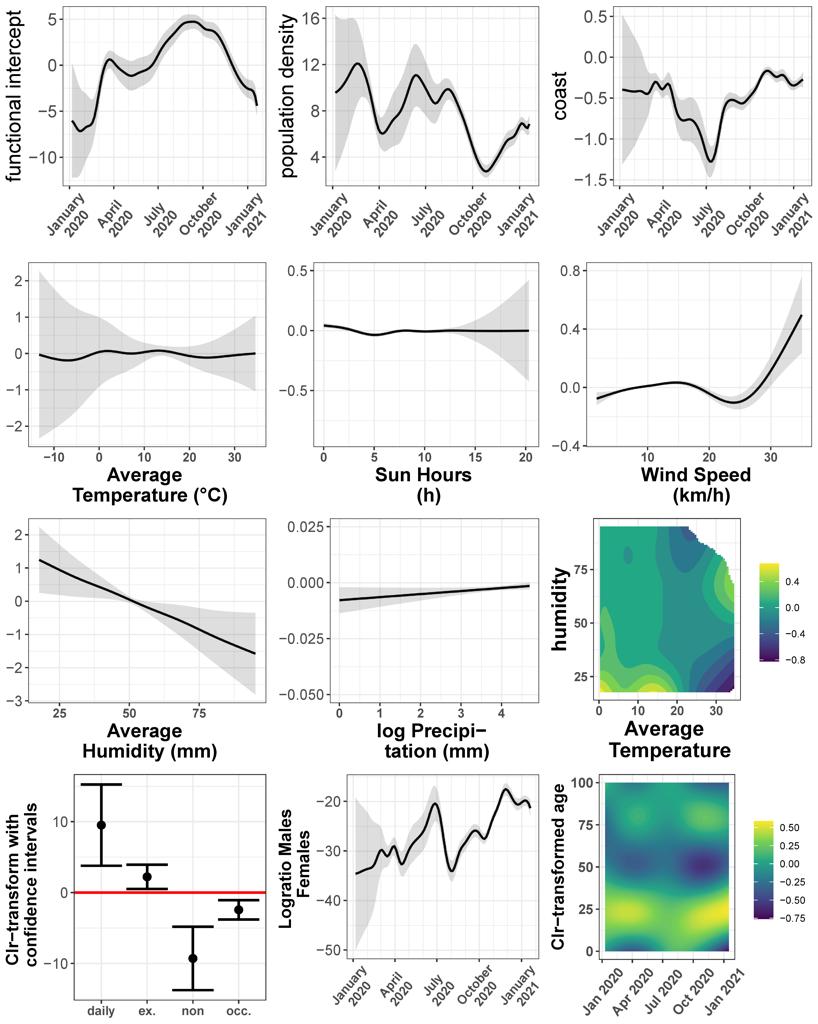 functional intercept
5
0
−5
−10
January 2020
April 2020
July 2020
October 2020
January 2021
population density
16
12
8
4
January 2020
April 2020
July 2020
October 2020
January 2021
coast
0.5
0.0
−0.5
−1.0
−1.5
January 2020
April 2020
July 2020
October 2020
January 2021
2
1
0
−1
−2
−10 0 10 20 30
Average
Temperature (°C)
0.5
0.0
−0.5
0 5 10 15 20
Sun Hours
(h)
0.8
0.4
0.0
−0.4
10 20 30
Wind Speed
(km/h)
2
1
0
−1
−2
−3
25 50 75
Average
Humidity (mm)
0.025
0.000
−0.025
−0.050
0 1 2 3 4
log Precipi−
tation (mm)
humidity
75
50
25
0 10 20 30
Average
Temperature
0.4
0.0
−0.4
−0.8
Clr−transform with
confidence intervals
10
0
−10
daily ex. non occ.
Logratio Males
Females
−20
−30
−40
−50
January 2020
April 2020
July 2020
October 2020
January 2021
Clr−transformed age
100
75
50
25
0
Jan 2020
Apr 2020
Jul 2020
Oct 2020
Jan 2021
0.50
0.25
0.00
−0.25
−0.50
−0.75